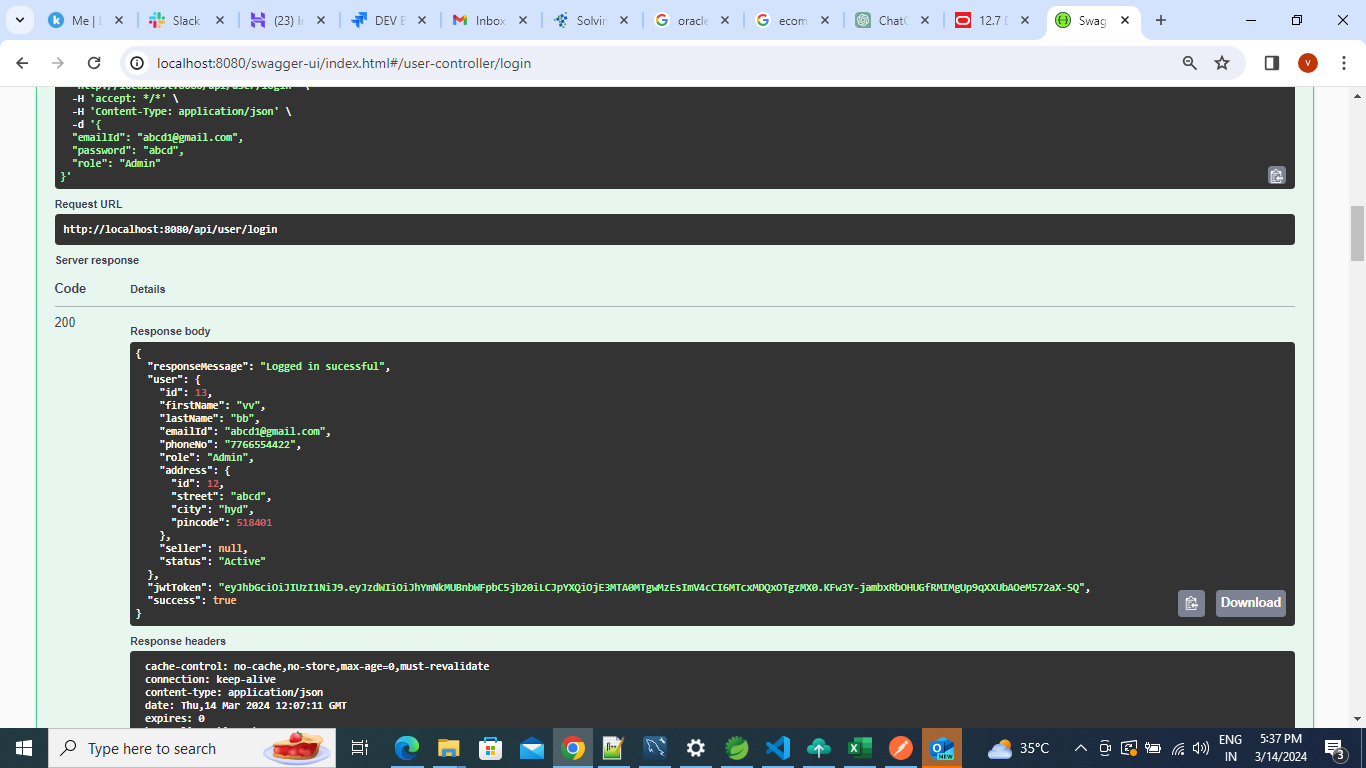 Me | L
Slack
(23) Ir
DEV E
Inbox
Solvin
oracle
ecom
ChatG
12.7 D
Swag
localhost:8080/swagger-ui/index.html#/user-controller/login
V
-H 'accept: */*' \
-H 'Content-Type: application/json' \
-d '{
"emailId": "abcd1@gmail.com",
"password": "abcd",
"role": "Admin"
}'
Request URL
http://localhost:8080/api/user/login
Server response
Code Details
200
Response body
{
"responseMessage": "Logged in sucessful",
"user": {
"id": 13,
"firstName": "vv",
"lastName": "bb",
"emailId": "abcd1@gmail.com",
"phoneNo": "7766554422",
"role": "Admin",
"address": {
"id": 12,
"street": "abcd",
"city": "hyd",
"pincode": 518401
},
"seller": null,
"status": "Active"
},
"jwtToken": "eyJhbGciOiJIUzI1NiJ9.eyJzdWIiOiJhYmNkMUBnbWFpbC5jb20iLCJpYXQiOjE3MTA0MTgwMzEsImV4cCI6MTcxMDQxOTgzMX0.KFw3Y-jambxRbOHUGfRMIMgUp9qXXUbAOeM572aX-SQ",
"success": true
}
Download
Response headers
cache-control: no-cache,no-store,max-age=0,must-revalidate
connection: keep-alive
content-type: application/json
date: Thu,14 Mar 2024 12:07:11 GMT
expires: 0
Type here to search
NEW
35°C
ENG
IN
5:37 PM
3/14/2024
3